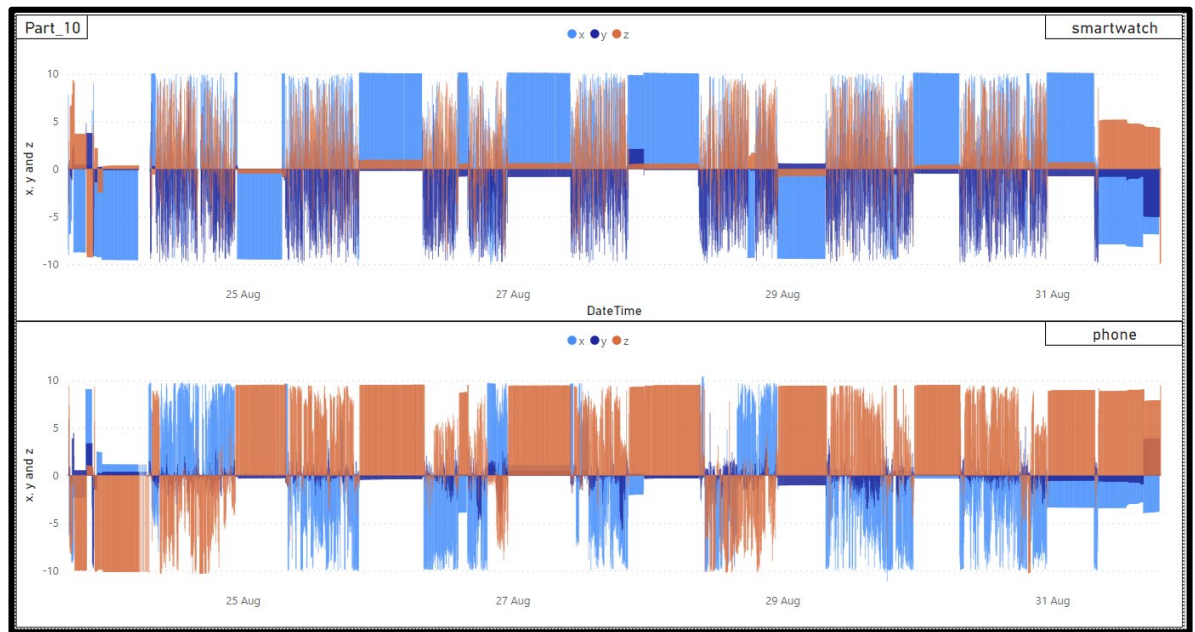 Part_10
smartwatch
x y z
x. y and z
10
5
0
-5
-10
25 Aug 27 Aug 29 Aug 31 Aug
DateTime
phone
x y z
x. y and z
10
5
0
-5
-10
25 Aug 27 Aug 29 Aug 31 Aug